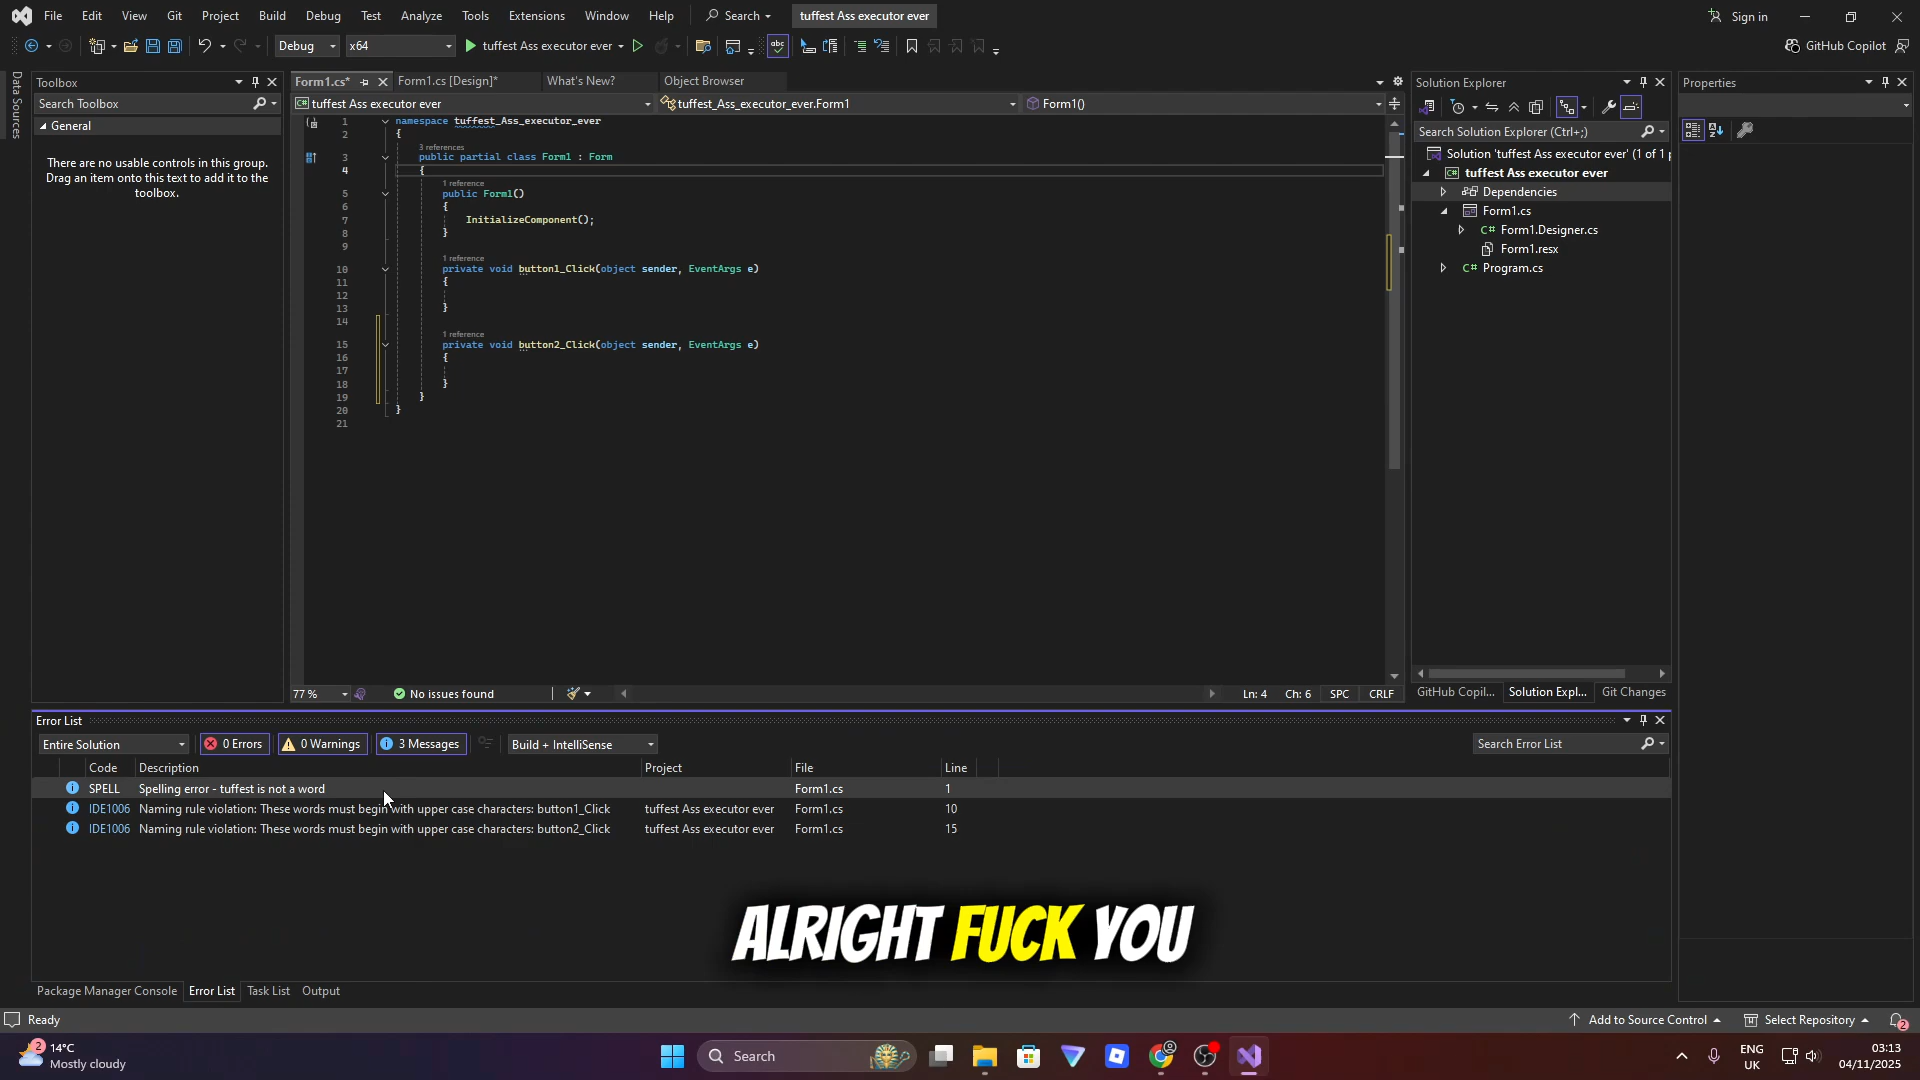 File Edit View Git Project Build Debug Test Analyze Tools Extensions Window Help Search tuffest Ass executor ever Sign in
Debug x64 tuffest Ass executor ever GitHub Copilot
Data Sources
Toolbox
Search Toolbox
General
There are no usable controls in this group.
Drag an item onto this text to add it to the
toolbox.
Form1.cs* Form1.cs [Design]* What's New? Object Browser
tuffest Ass executor ever tuffest_Ass_executor_ever.Form1 Form1()
1 namespace tuffest_Ass_executor_ever
2 {
3 references
3 public partial class Form1 : Form
4 {
1 reference
5 public Form1()
6 {
7 InitializeComponent();
8 }
9
1 reference
10 private void button1_Click(object sender, EventArgs e)
11 {
12
13 }
14
1 reference
15 private void button2_Click(object sender, EventArgs e)
16 {
17
18 }
19 }
20 }
21
77 % No issues found Ln: 4 Ch: 6 SPC CRLF
Solution Explorer
Search Solution Explorer (Ctrl+;)
Solution 'tuffest Ass executor ever' (1 of 1 p
tuffest Ass executor ever
Dependencies
Form1.cs
C# Form1.Designer.cs
Form1.resx
C# Program.cs
GitHub Copil... Solution Expl... Git Changes
Properties
Error List
Entire Solution 0 Errors 0 Warnings 3 Messages Build + IntelliSense Search Error List
Code Description Project File Line
SPELL Spelling error - tuffest is not a word Form1.cs 1
IDE1006 Naming rule violation: These words must begin with upper case characters: button1_Click tuffest Ass executor ever Form1.cs 10
IDE1006 Naming rule violation: These words must begin with upper case characters: button2_Click tuffest Ass executor ever Form1.cs 15
ALRIGHT FUCK YOU
Package Manager Console Error List Task List Output
Ready Add to Source Control Select Repository 2
2 14°C
Mostly cloudy
Search
ENG
UK
03:13
04/11/2025